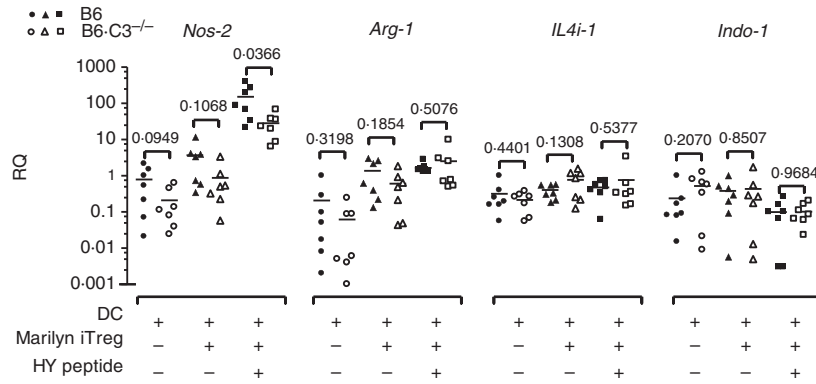 B6
B6·C3–/–
Nos-2 Arg-1 IL4i-1 Indo-1
RQ
1000
100
10
1
0·1
0·01
0·001
0·0949 0·1068 0·0366
0·3198 0·1854 0·5076
0·4401 0·1308 0·5377
0·2070 0·8507 0·9684
DC + + + + + + + + + + + +
Marilyn iTreg – + + – + + – + + – + +
HY peptide – – + – – + – – + – – +